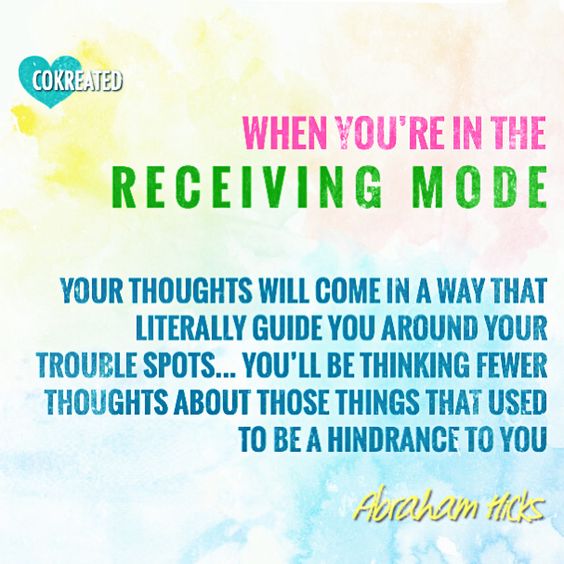 COKREATED
WHEN YOU'RE IN THE
RECEIVING MODE
YOUR THOUGHTS WILL COME IN A WAY THAT
LITERALLY GUIDE YOU AROUND YOUR
TROUBLE SPOTS... YOU'LL BE THINKING FEWER
THOUGHTS ABOUT THOSE THINGS THAT USED
TO BE A HINDRANCE TO YOU
Abraham Hicks